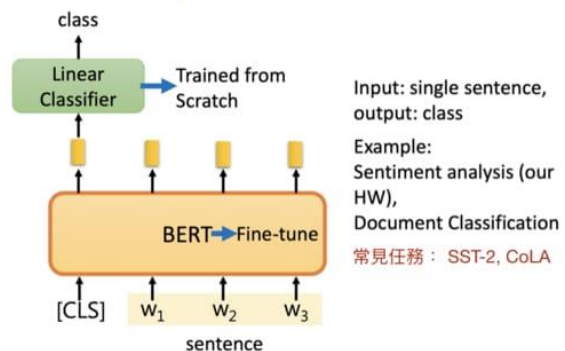 class
Linear
Classifier
Trained from
Scratch
BERT
Fine-tune
[CLS]
w1
w2
w3
sentence
Input: single sentence,
output: class
Example:
Sentiment analysis (our
HW),
Document Classification
常見任務： SST-2, CoLA